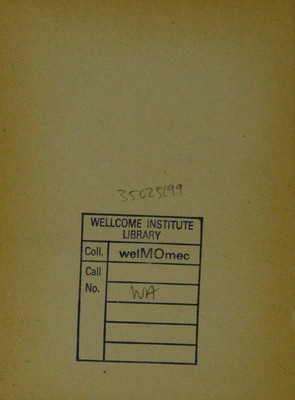 35025199
WELLCOME INSTITUTE
LIBRARY
Coll. welMOmec
Call
No. WA